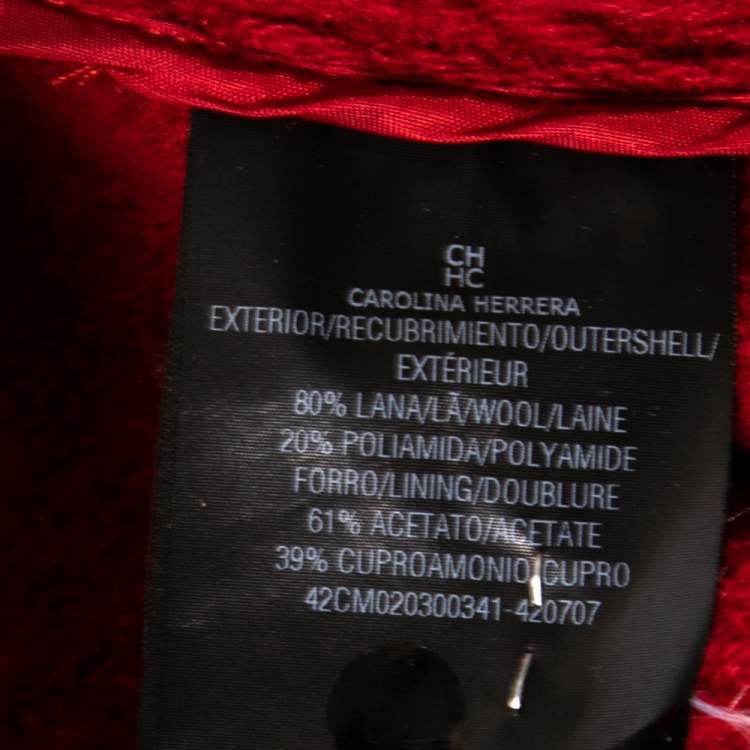 CH
HC
CAROLINA HERRERA
EXTERIOR/RECUBRIMIENTO/OUTERSHELL/
EXTÉRIEUR
80% LANA/LÃ/WOOL/LAINE
20% POLIAMIDA/POLYAMIDE
FORRO/LINING/DOUBLURE
61% ACETATO/ACETATE
39% CUPROAMONIO/CUPRO
42CM020300341-420707